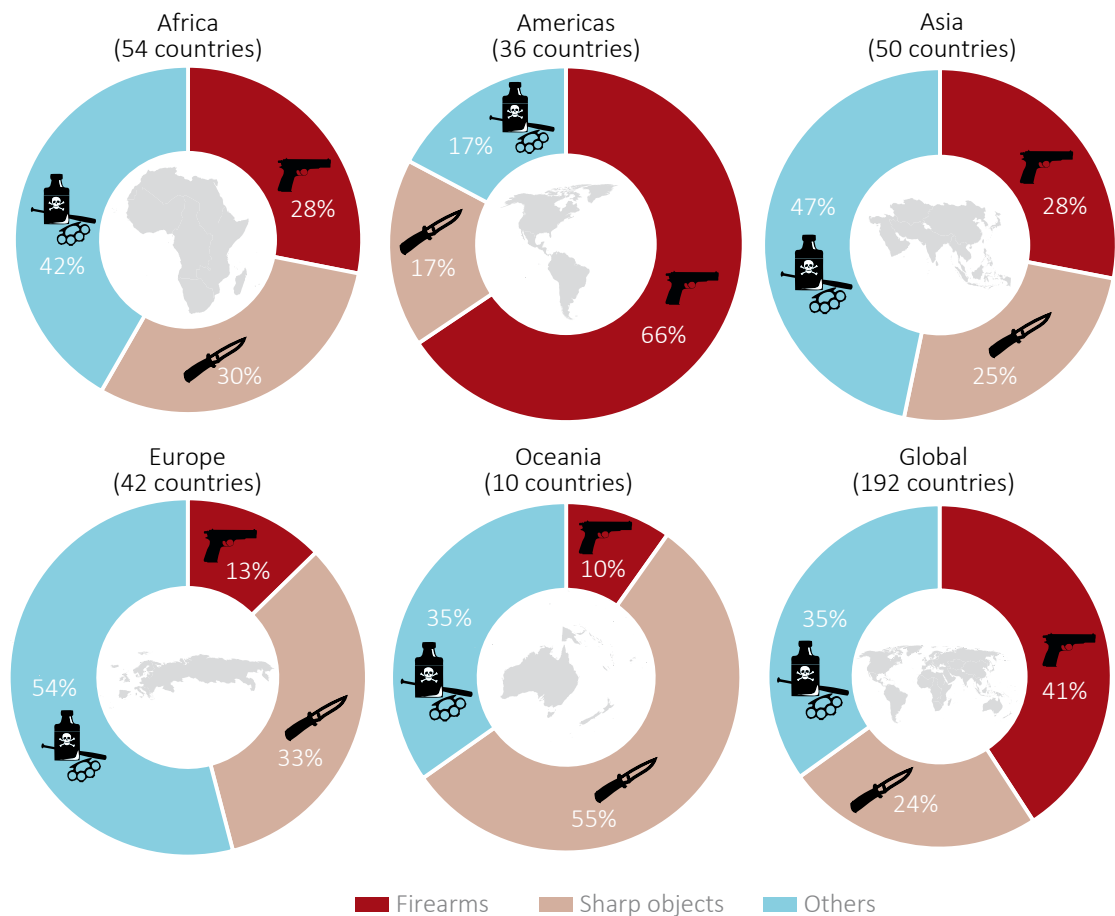 Africa
(54 countries)
28%
30%
42%
Americas
(36 countries)
66%
17%
17%
Asia
(50 countries)
28%
25%
47%
Europe
(42 countries)
13%
33%
54%
Oceania
(10 countries)
10%
55%
35%
Global
(192 countries)
41%
24%
35%
Firearms
Sharp objects
Others